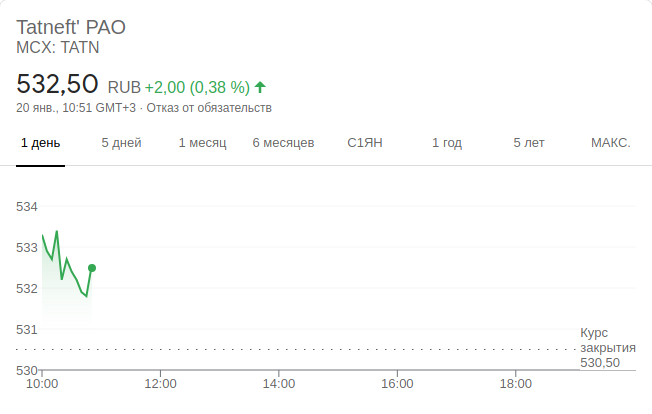 Tatneft' PAO
MCX: TATN
532,50 RUB +2,00 (0,38 %)
20 янв., 10:51 GMT+3 · Отказ от обязательств
1 день 5 дней 1 месяц 6 месяцев С1ЯН 1 год 5 лет МАКС.
534
533
532
531
Курс
закрытия
530,50
530
10:00 12:00 14:00 16:00 18:00